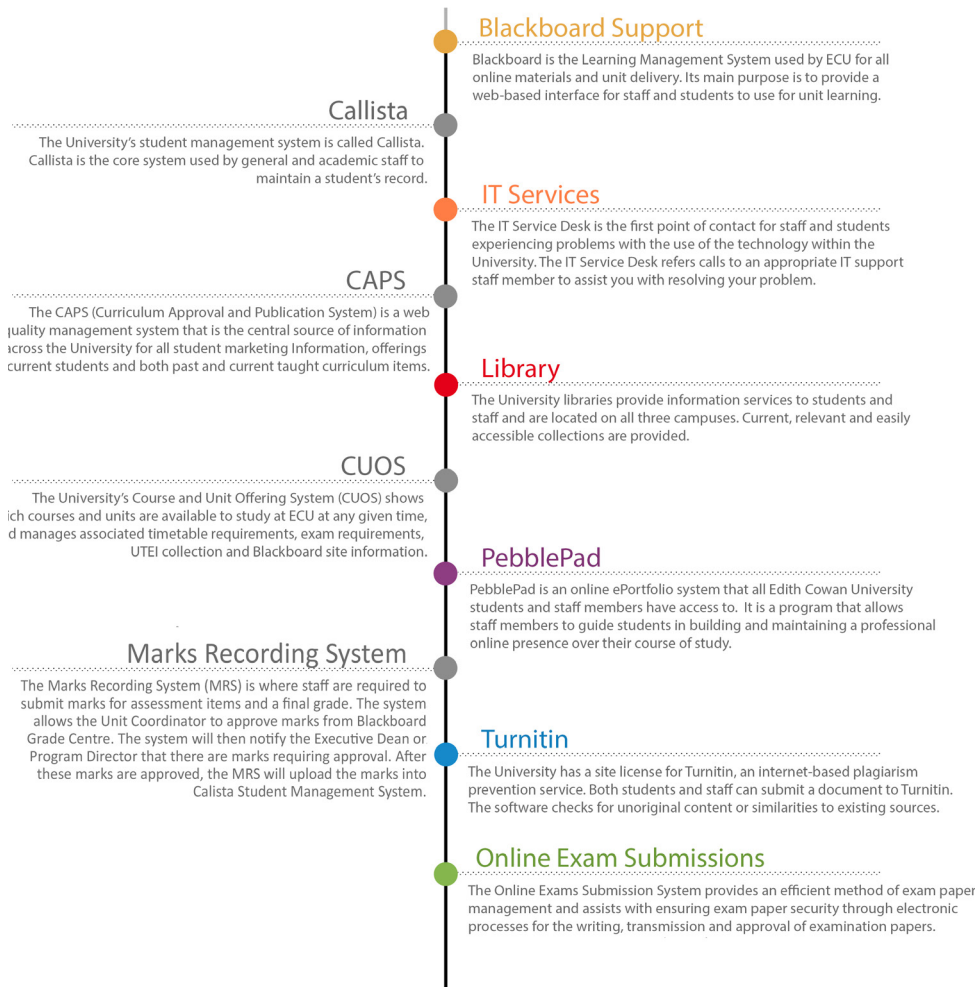 Blackboard Support
Blackboard is the Learning Management System used by ECU for all
online materials and unit delivery. Its main purpose is to provide a
web-based interface for staff and students to use for unit learning.
Callista
The University's student management system is called Callista.
Callista is the core system used by general and academic staff to
maintain a student's record.
IT Services
The IT Service Desk is the first point of contact for staff and students
experiencing problems with the use of the technology within the
University. The IT Service Desk refers calls to an appropriate IT support
staff member to assist you with resolving your problem.
CAPS
The CAPS (Curriculum Approval and Publication System) is a web
quality management system that is the central source of information
across the University for all student marketing Information, offerings
current students and both past and current taught curriculum items.
Library
The University libraries provide information services to students and
staff and are located on all three campuses. Current, relevant and easily
accessible collections are provided.
CUOS
The University's Course and Unit Offering System (CUOS) shows
courses and units are available to study at ECU at any given time,
manages associated timetable requirements, exam requirements,
UTEI collection and Blackboard site information.
PebblePad
PebblePad is an online ePortfolio system that all Edith Cowan University
students and staff members have access to. It is a program that allows
staff members to guide students in building and maintaining a professional
online presence over their course of study.
Marks Recording System
The Marks Recording System (MRS) is where staff are required to
submit marks for assessment items and a final grade. The system
allows the Unit Coordinator to approve marks from Blackboard
Grade Centre. The system will then notify the Executive Dean or
Program Director that there are marks requiring approval. After
these marks are approved, the MRS will upload the marks into
Calista Student Management System.
Turnitin
The University has a site license for Turnitin, an internet-based plagiarism
prevention service. Both students and staff can submit a document to Turnitin.
The software checks for unoriginal content or similarities to existing sources.
Online Exam Submissions
The Online Exams Submission System provides an efficient method of exam paper
management and assists with ensuring exam paper security through electronic
processes for the writing, transmission and approval of examination papers.